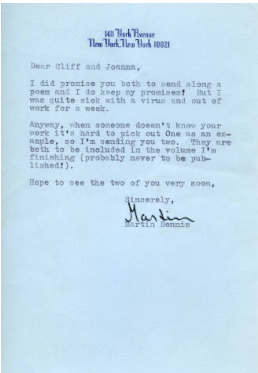 1411 York Avenue
New York, New York 10021
Dear Cliff and Joanna,
I did promise you both to send along a
poem and I do keep my promises! But I
was quite sick with a virus and out of
work for a week.
Anyway, when someone doesn't know your
work it's hard to pick out One as an ex-
ample, so I'm sending you two. They are
both to be included in the volume I'm
finishing (probably never to be pub-
lished!).
Hope to see the two of you very soon,
Sincerely,
Martin
Martin Dennis